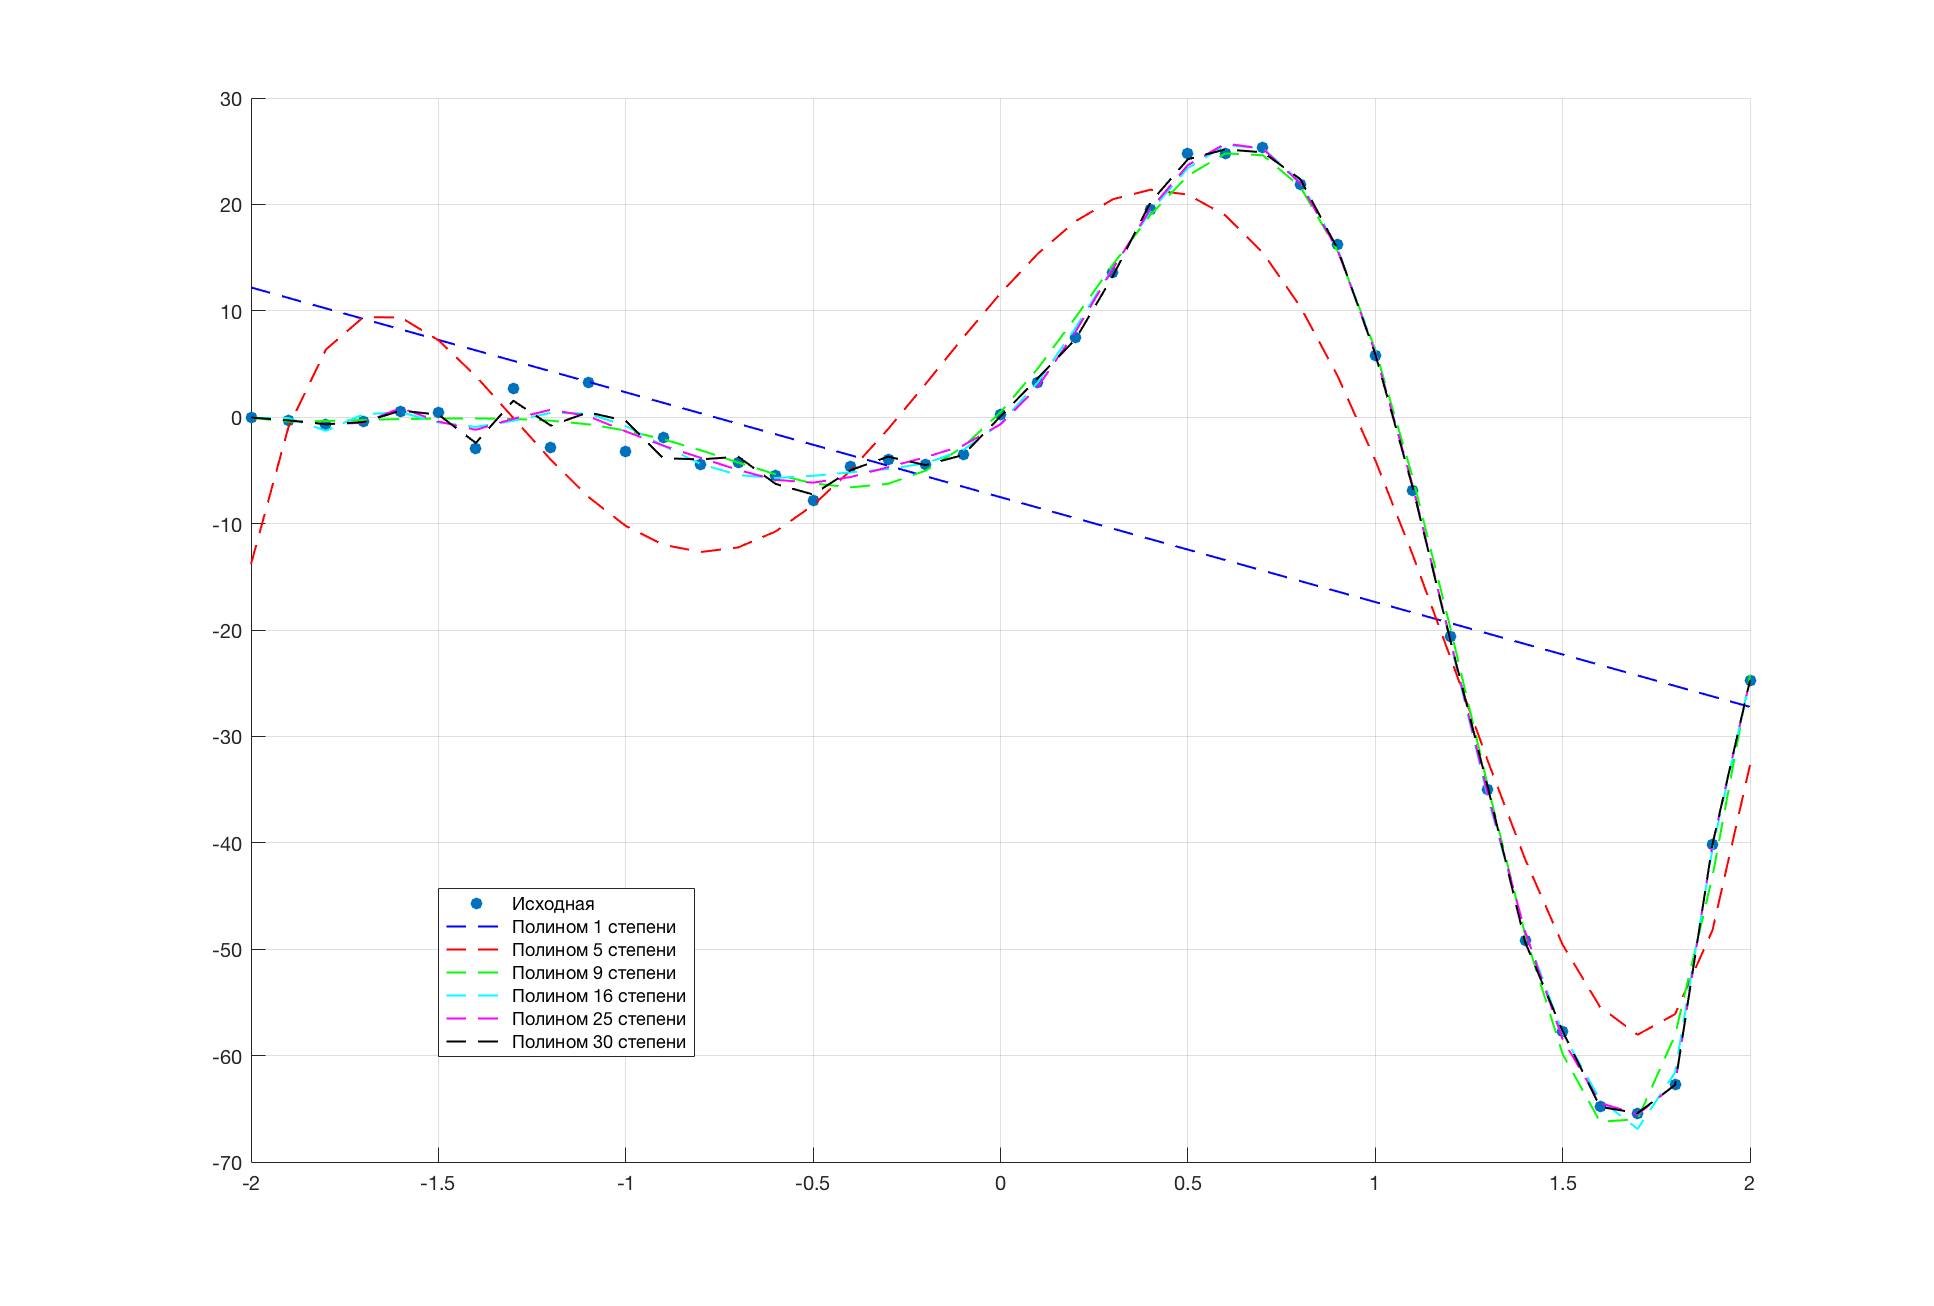 30
20
10
0
-10
-20
-30
-40
-50
-60
-70
-2 -1.5 -1 -0.5 0 0.5 1 1.5 2
Исходная
Полином 1 степени
Полином 5 степени
Полином 9 степени
Полином 16 степени
Полином 25 степени
Полином 30 степени